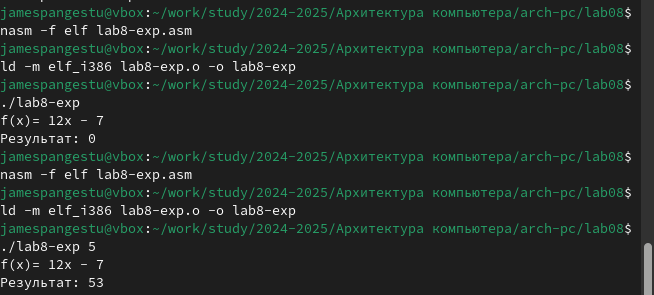 jamespangestu@vbox:~/work/study/2024-2025/Архитектура компьютера/arch-pc/lab08$
nasm -f elf lab8-exp.asm
jamespangestu@vbox:~/work/study/2024-2025/Архитектура компьютера/arch-pc/lab08$
ld -m elf_i386 lab8-exp.o -o lab8-exp
jamespangestu@vbox:~/work/study/2024-2025/Архитектура компьютера/arch-pc/lab08$
./lab8-exp
f(x)= 12x - 7
Результат: 0
jamespangestu@vbox:~/work/study/2024-2025/Архитектура компьютера/arch-pc/lab08$
nasm -f elf lab8-exp.asm
jamespangestu@vbox:~/work/study/2024-2025/Архитектура компьютера/arch-pc/lab08$
ld -m elf_i386 lab8-exp.o -o lab8-exp
jamespangestu@vbox:~/work/study/2024-2025/Архитектура компьютера/arch-pc/lab08$
./lab8-exp 5
f(x)= 12x - 7
Результат: 53